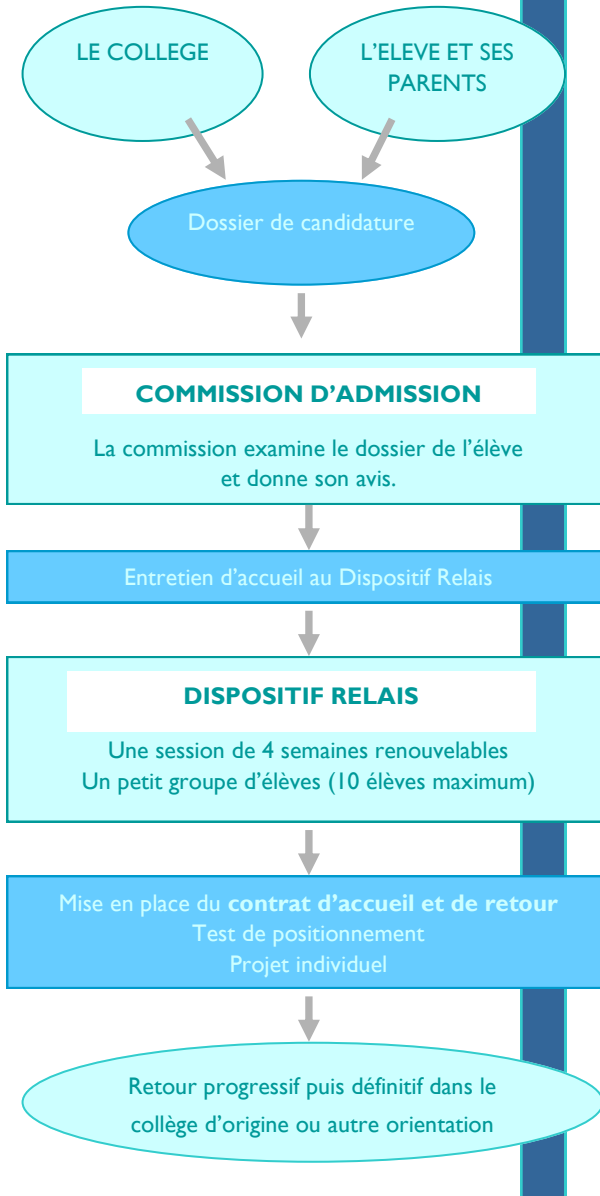 LE COLLEGE
L'ELEVE ET SES
PARENTS
Dossier de candidature
COMMISSION D'ADMISSION
La commission examine le dossier de l'élève
et donne son avis.
Entretien d'accueil au Dispositif Relais
DISPOSITIF RELAIS
Une session de 4 semaines renouvelables
Un petit groupe d'élèves (10 élèves maximum)
Mise en place du contrat d'accueil et de retour
Test de positionnement
Projet individuel
Retour progressif puis définitif dans le
collège d'origine ou autre orientation